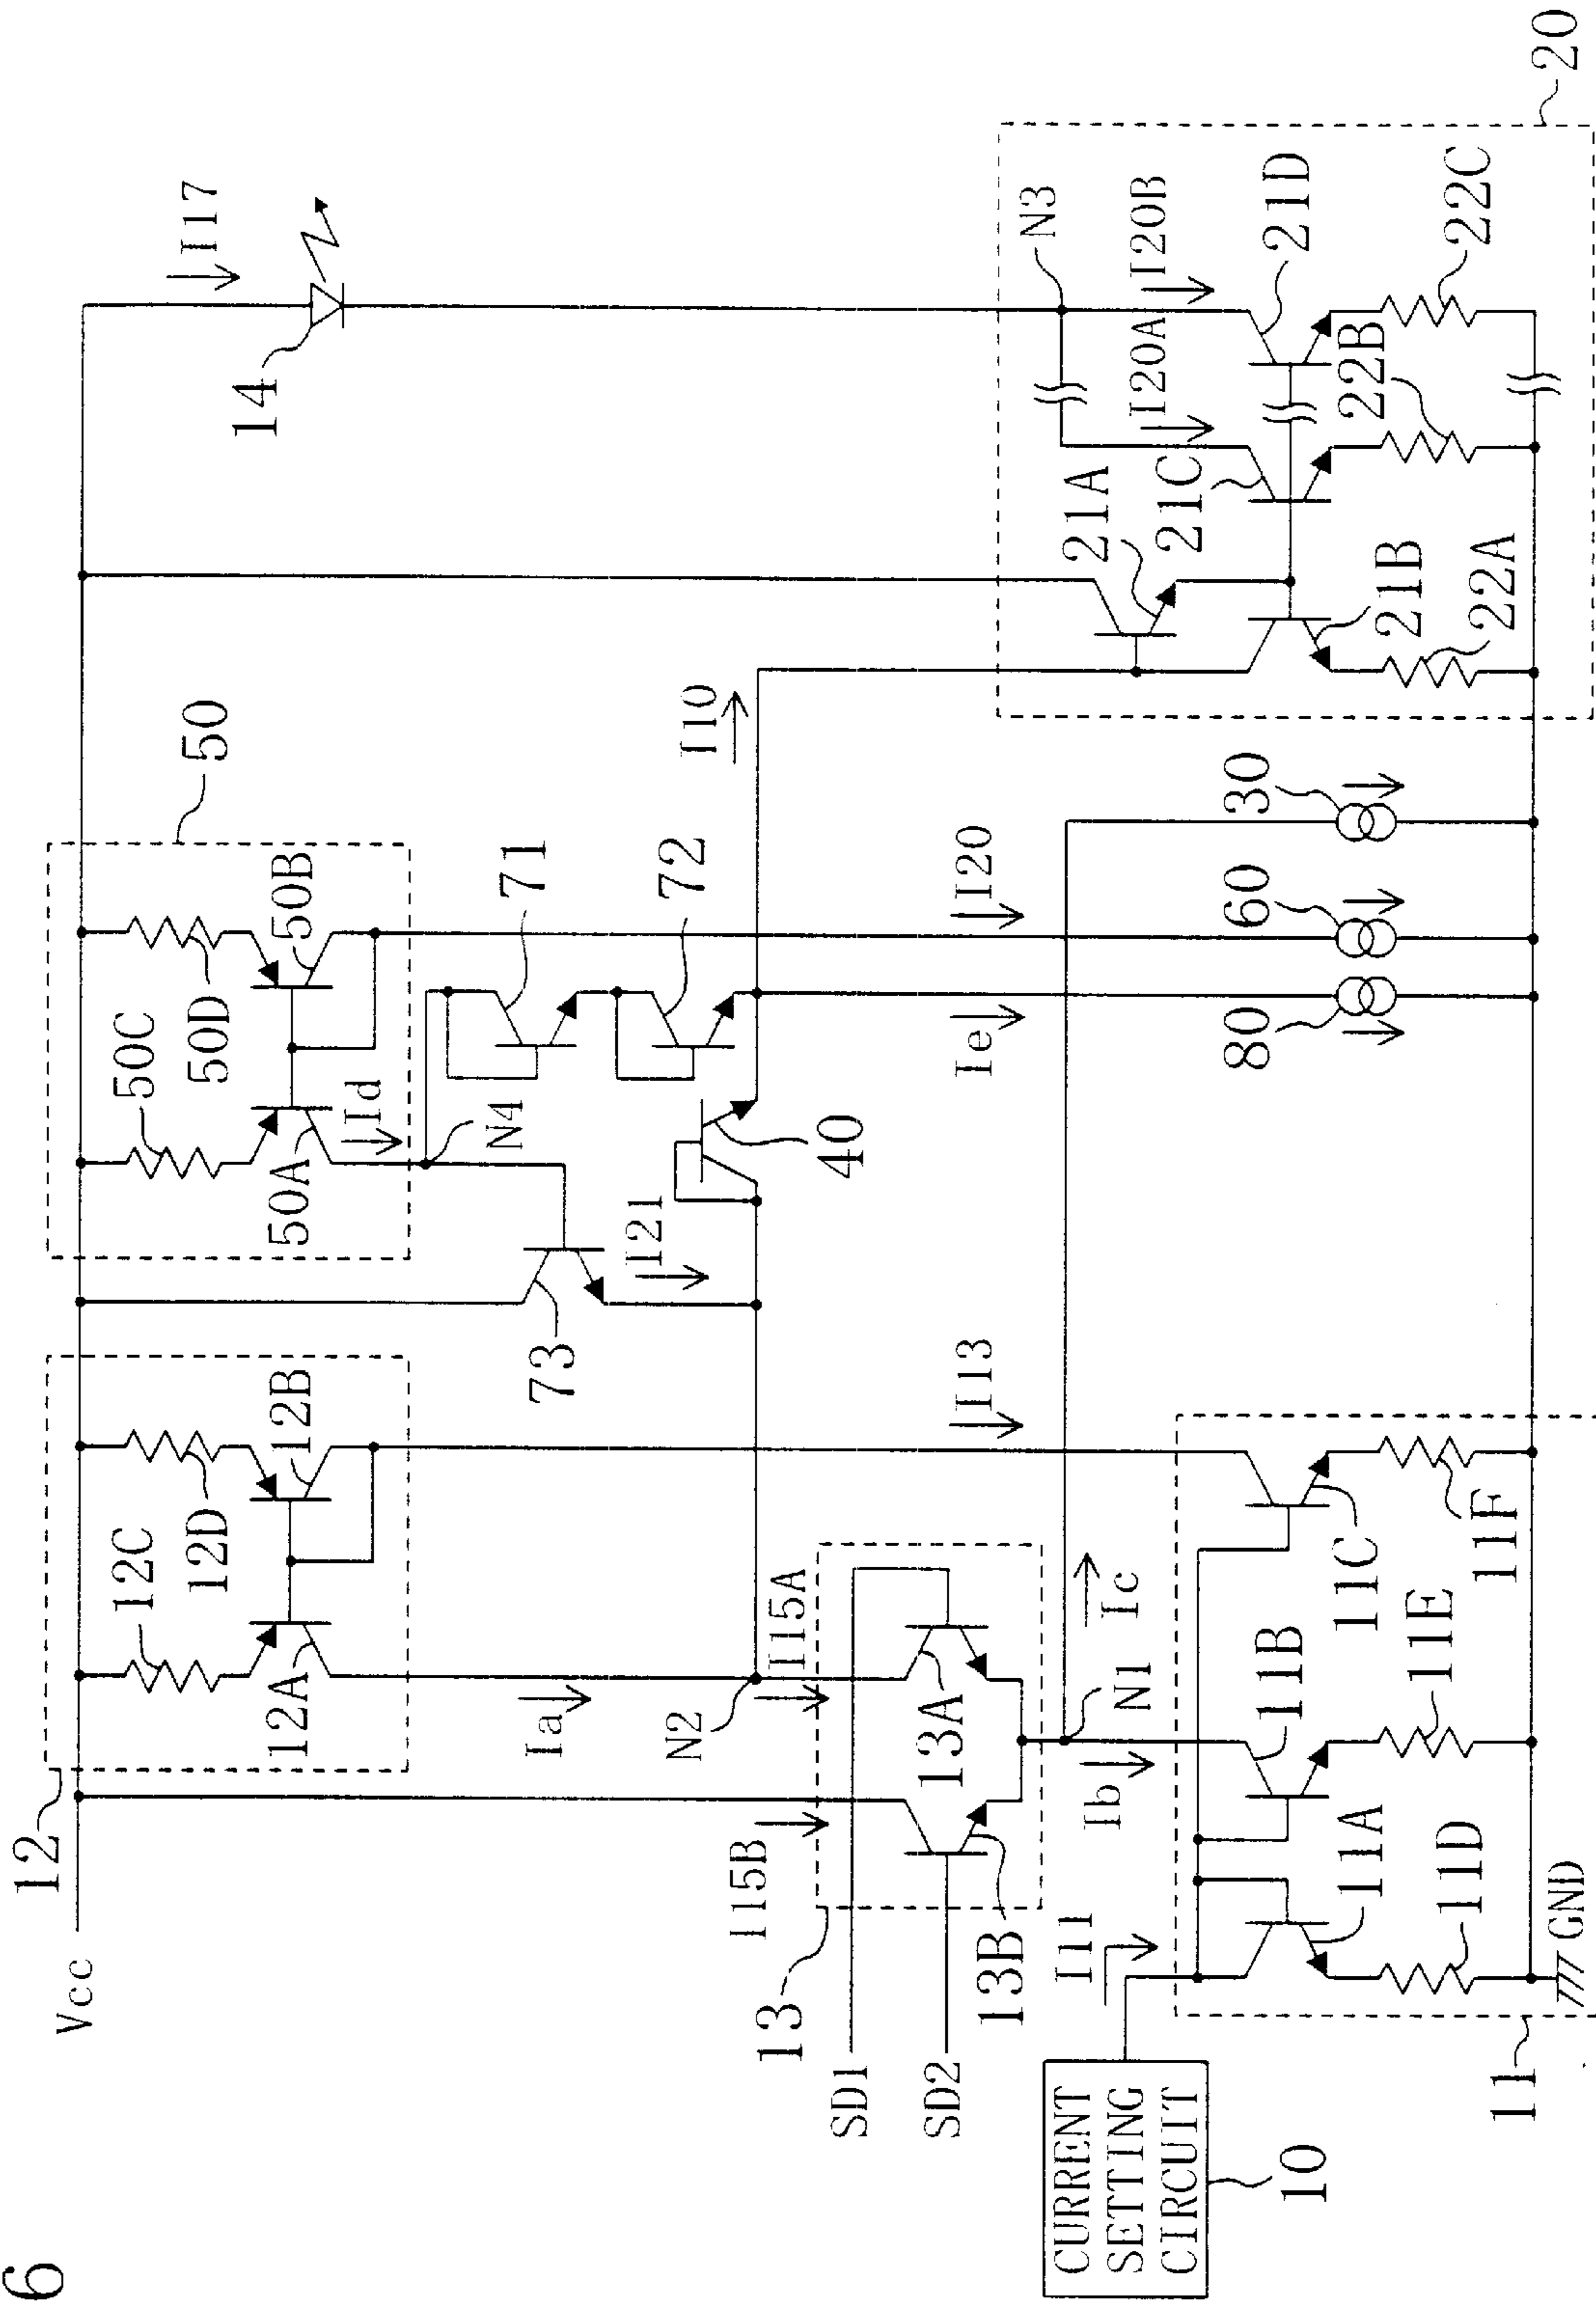 6
Vcc
12
12C
12D
12A
12B
73
50
50C
50D
50A
50B
Id
N4
71
72
I21
40
I10
14
I17
Ia
N2
I15A
I15B
13
SD1
SD2
13A
13B
I13
Ie
I20
Ic
N1
Ib
CURRENT
SETTING
CIRCUIT
10
I11
11
11A
11B
11C
11D
11E
11F
GND
80
60
30
20
N3
I20A
I20B
21A
21B
21C
21D
22A
22B
22C